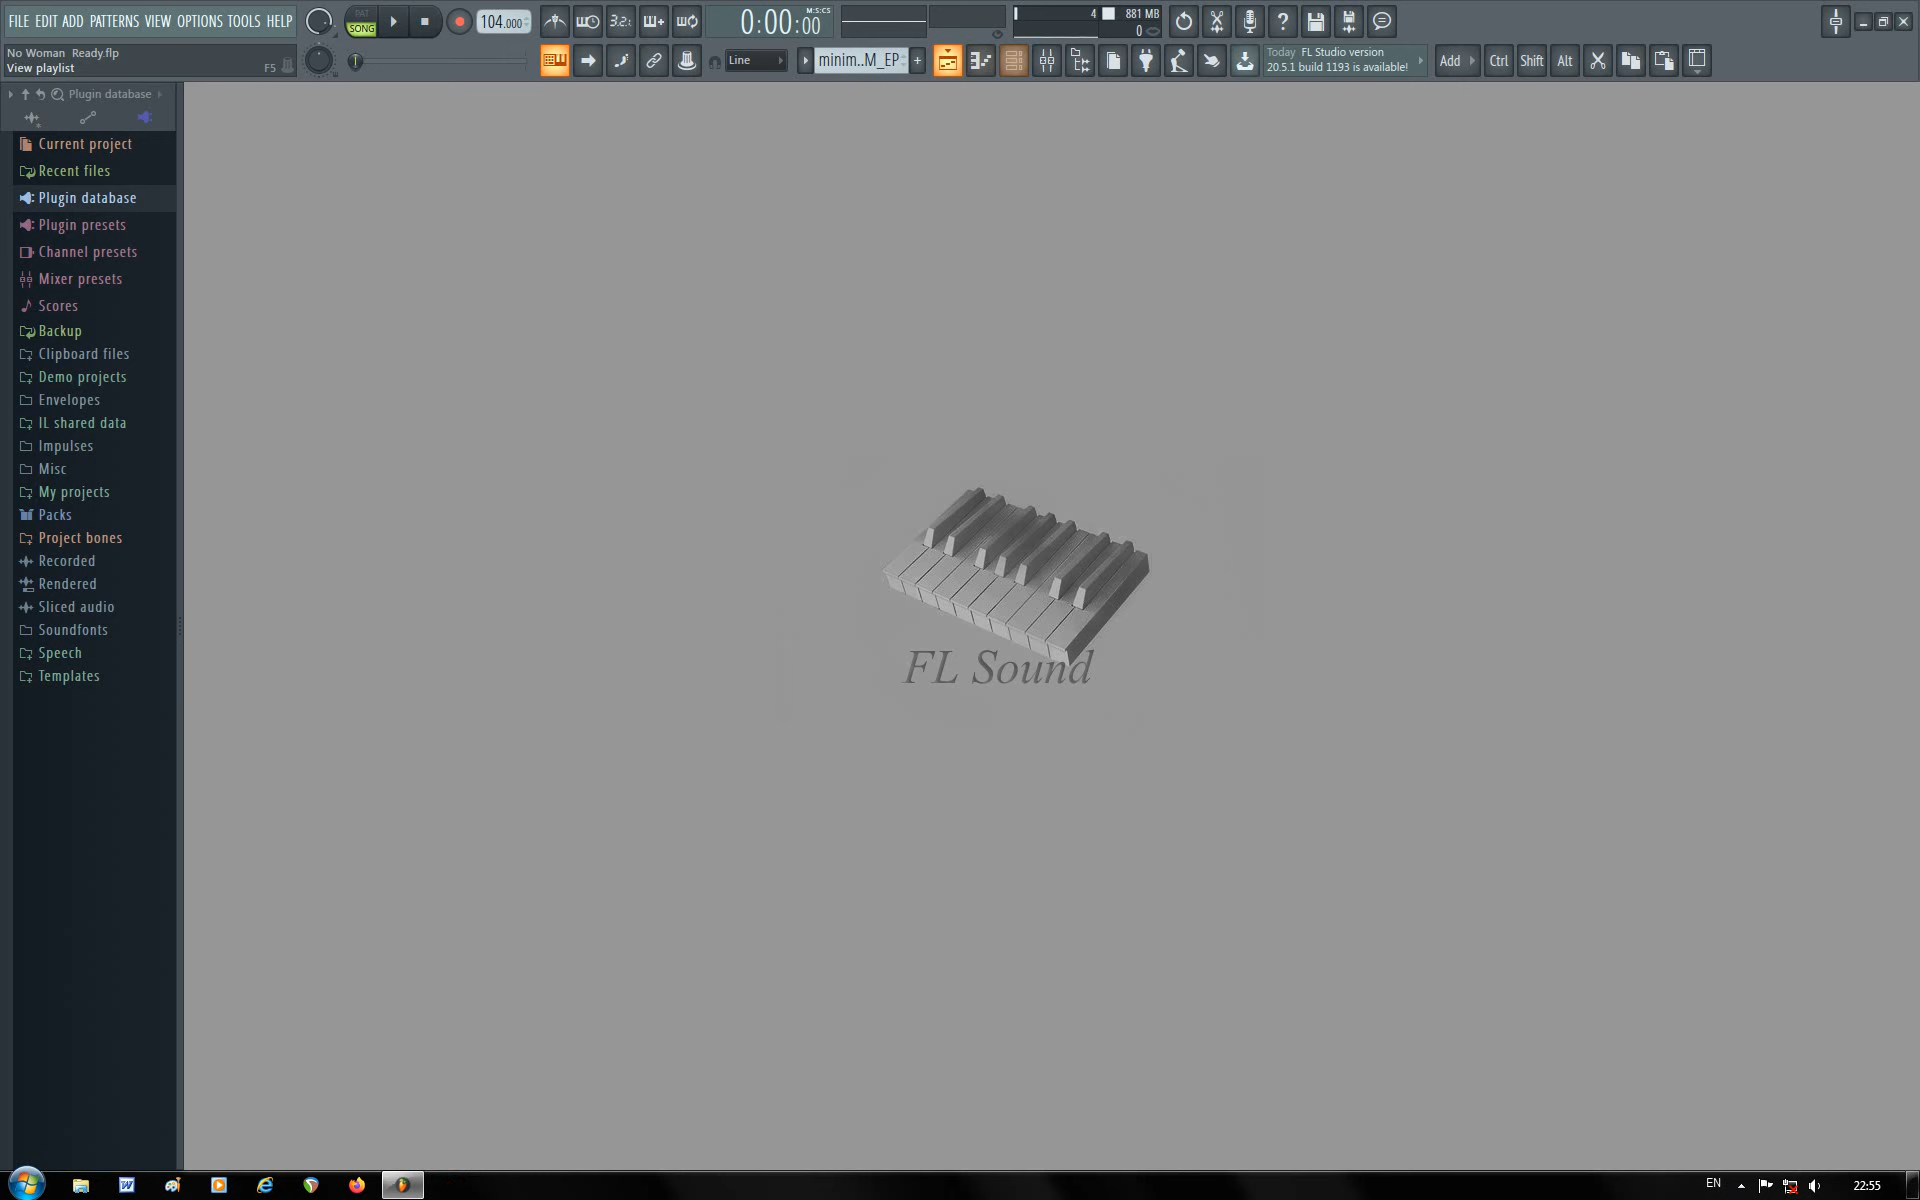 FILE EDIT ADD PATTERNS VIEW OPTIONS TOOLS HELP
PAT
SONG
104.000
3.2.1
M:S:CS
0:00:00
4
881 MB
0
No Woman Ready.flp
View playlist
F5
Line
minim..M_EP
Today FL Studio version
20.5.1 build 1193 is available!
Add
Ctrl
Shift
Alt
Plugin database
Current project
Recent files
Plugin database
Plugin presets
Channel presets
Mixer presets
Scores
Backup
Clipboard files
Demo projects
Envelopes
IL shared data
Impulses
Misc
My projects
Packs
Project bones
Recorded
Rendered
Sliced audio
Soundfonts
Speech
Templates
FL Sound
EN
22:55